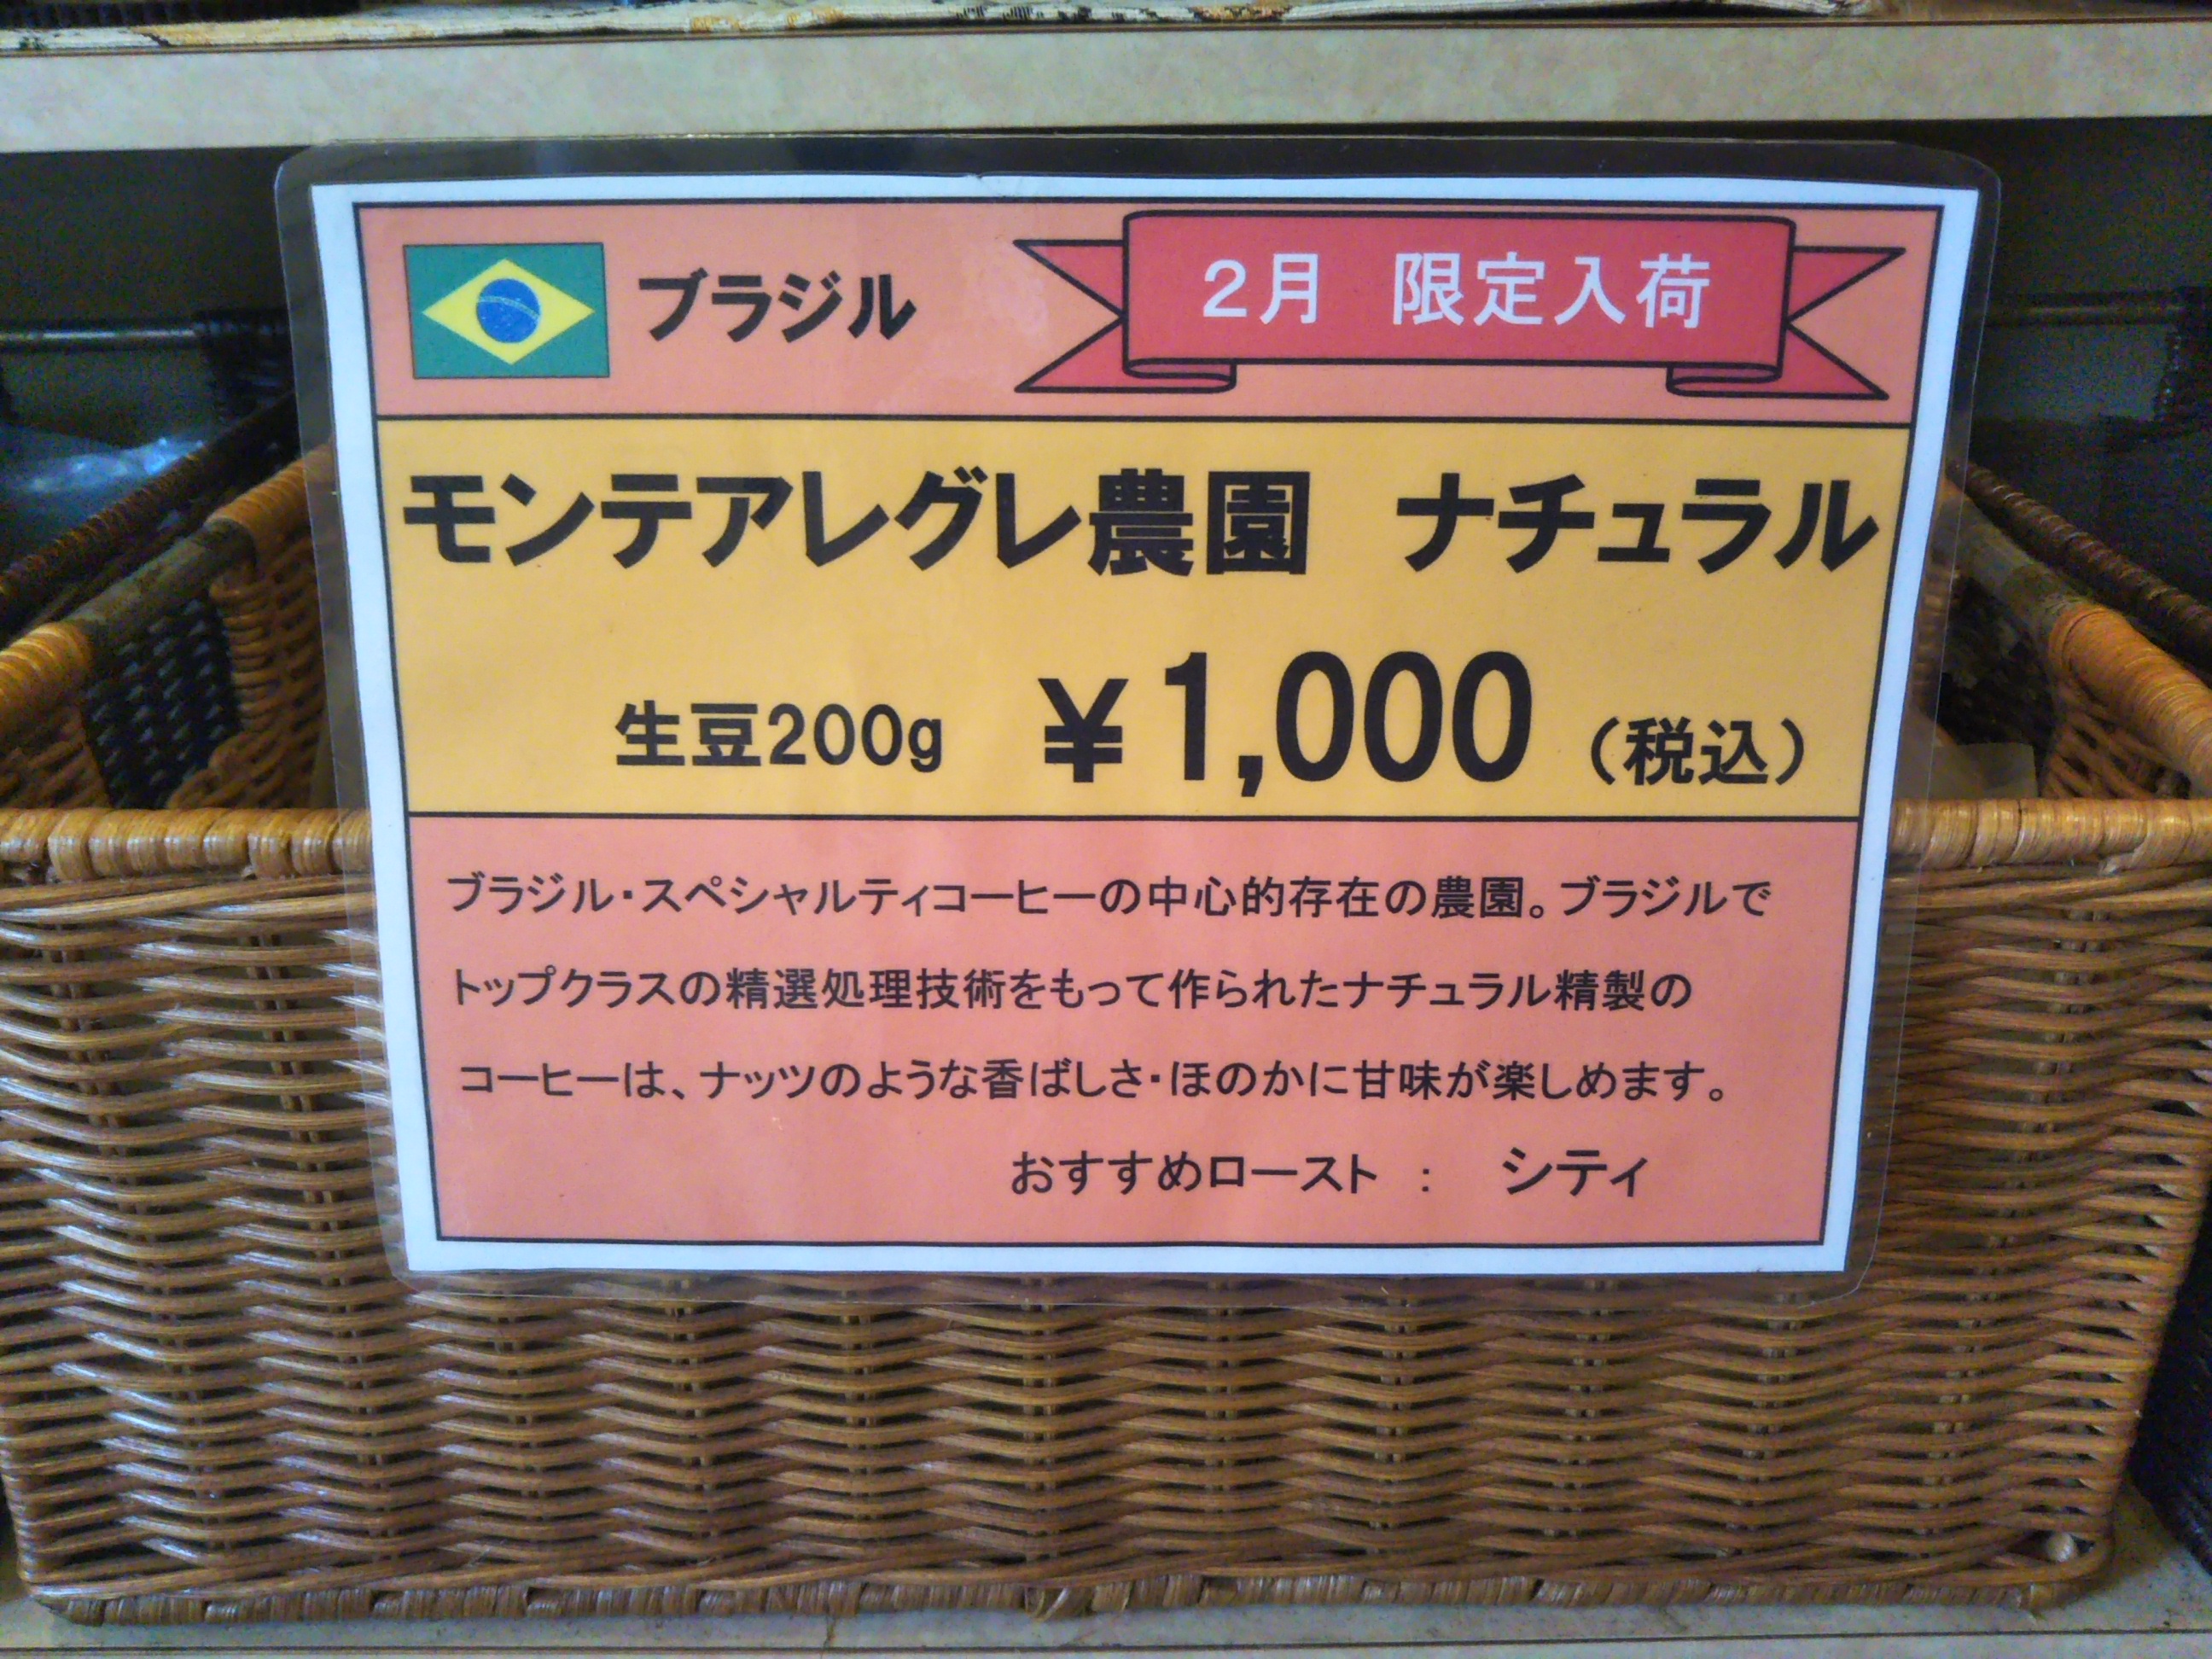 ブラジル
2月 限定入荷
モンテアレグレ農園 ナチュラル
生豆200g ¥1,000 (税込)
ブラジル・スペシャルティコーヒーの中心的存在の農園。ブラジルで
トップクラスの精選処理技術をもって作られたナチュラル精製の
コーヒーは、ナッツのような香ばしさ・ほのかに甘味が楽しめます。
おすすめロースト : シティ